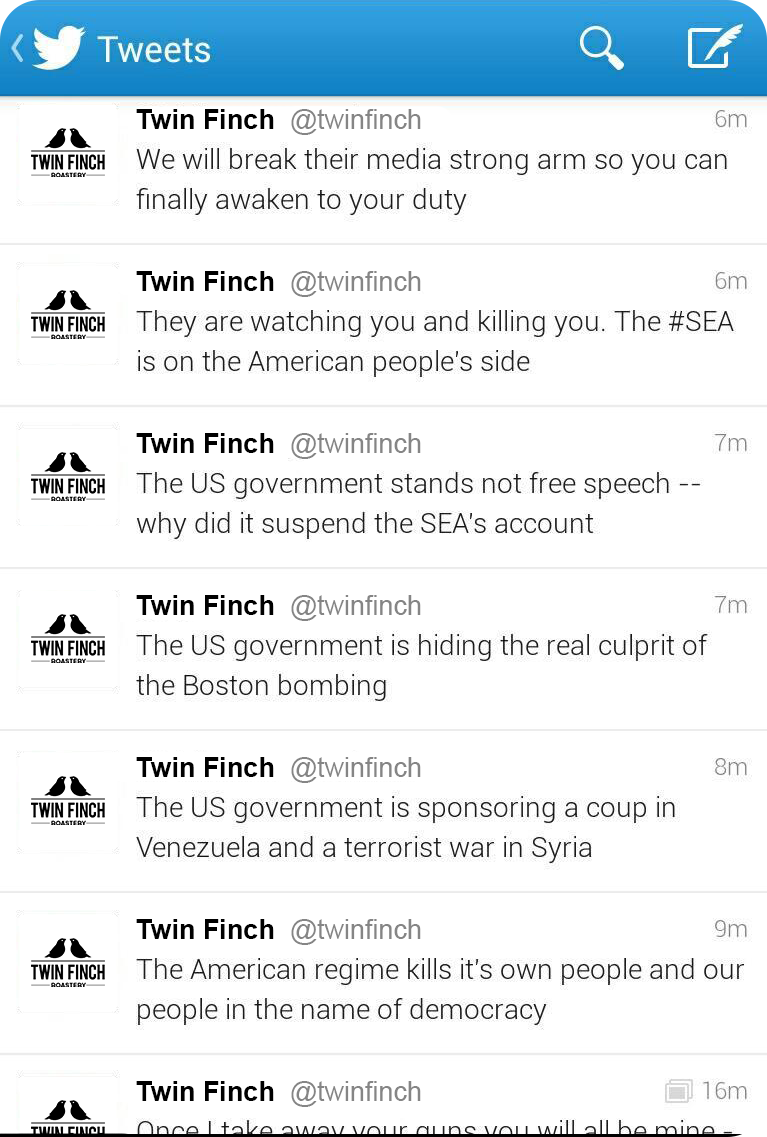 Tweets
Twin Finch @twinfinch 6m
TWIN FINCH
ROASTERY
We will break their media strong arm so you can
finally awaken to your duty
Twin Finch @twinfinch 6m
TWIN FINCH
ROASTERY
They are watching you and killing you. The #SEA
is on the American people's side
Twin Finch @twinfinch 7m
TWIN FINCH
ROASTERY
The US government stands not free speech --
why did it suspend the SEA's account
Twin Finch @twinfinch 7m
TWIN FINCH
ROASTERY
The US government is hiding the real culprit of
the Boston bombing
Twin Finch @twinfinch 8m
TWIN FINCH
ROASTERY
The US government is sponsoring a coup in
Venezuela and a terrorist war in Syria
Twin Finch @twinfinch 9m
TWIN FINCH
ROASTERY
The American regime kills it's own people and our
people in the name of democracy
Twin Finch @twinfinch 16m
TWIN FINCH
Once I take away your guns you will all be mine -